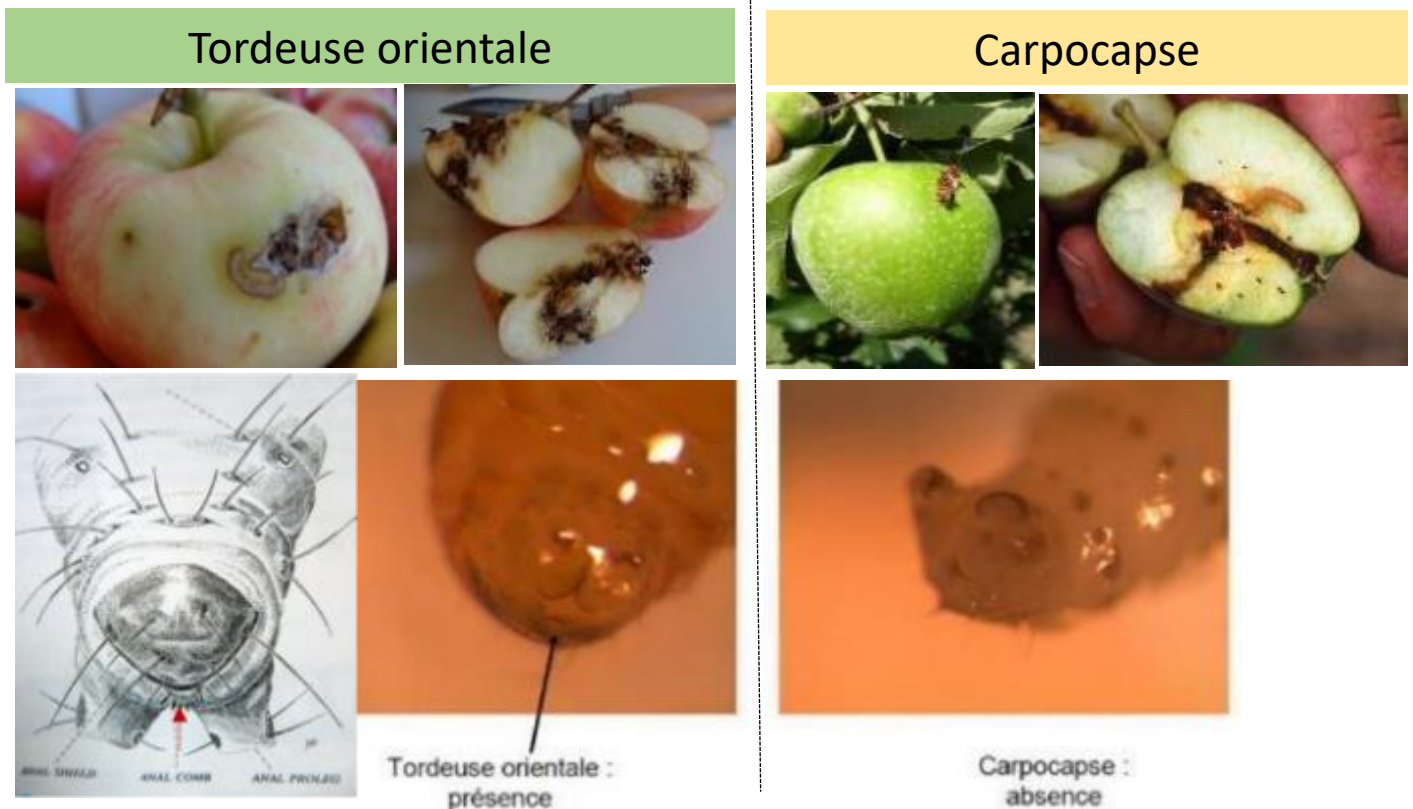 Tordeuse orientale
Carpocapse
ANAL SHIELD
ANAL COMB
ANAL PROLEG
Tordeuse orientale :
présence
Carpocapse :
absence